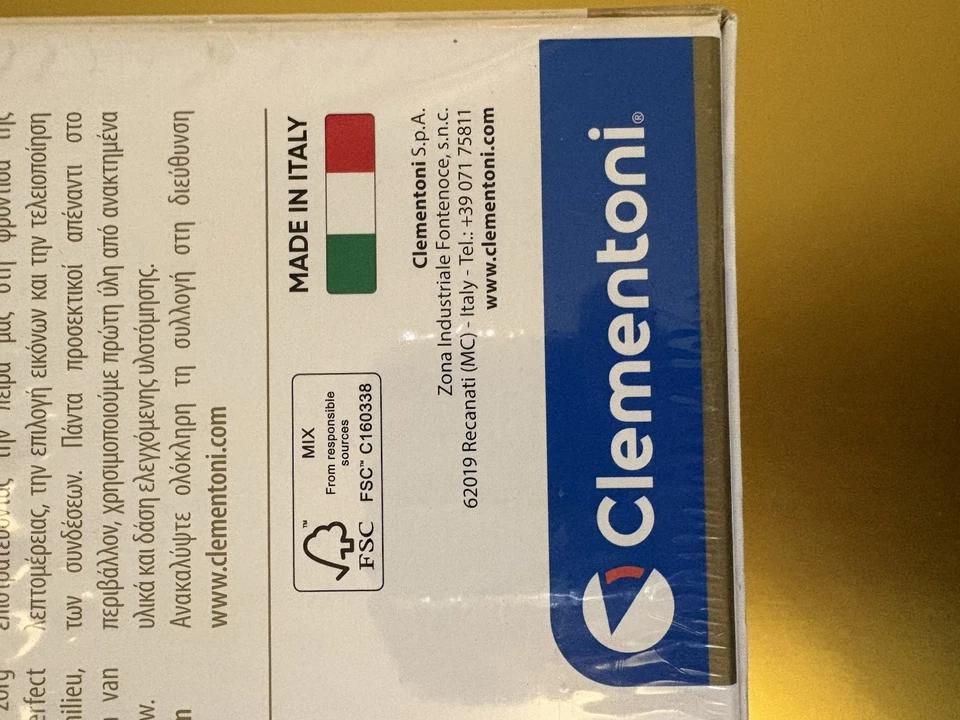 λεπτομέρειας, την επιλογή εικόνων και την τελειοποίηση
των συνδέσεων. Πάντα προσεκτικοί απέναντι στο
περιβάλλον, χρησιμοποιούμε πρώτη ύλη από ανακτημένα
υλικά και δάση ελεγχόμενης υλοτόμησης.
Ανακαλύψτε ολόκληρη τη συλλογή στη διεύθυνση
www.clementoni.com
van
MIX
From responsible
sources
FSC™ C160338
FSC
MADE IN ITALY
Clementoni S.p.A.
Zona Industriale Fontenoce, s.n.c.
62019 Recanati (MC) - Italy - Tel.: +39 071 75811
www.clementoni.com
Clementoni®